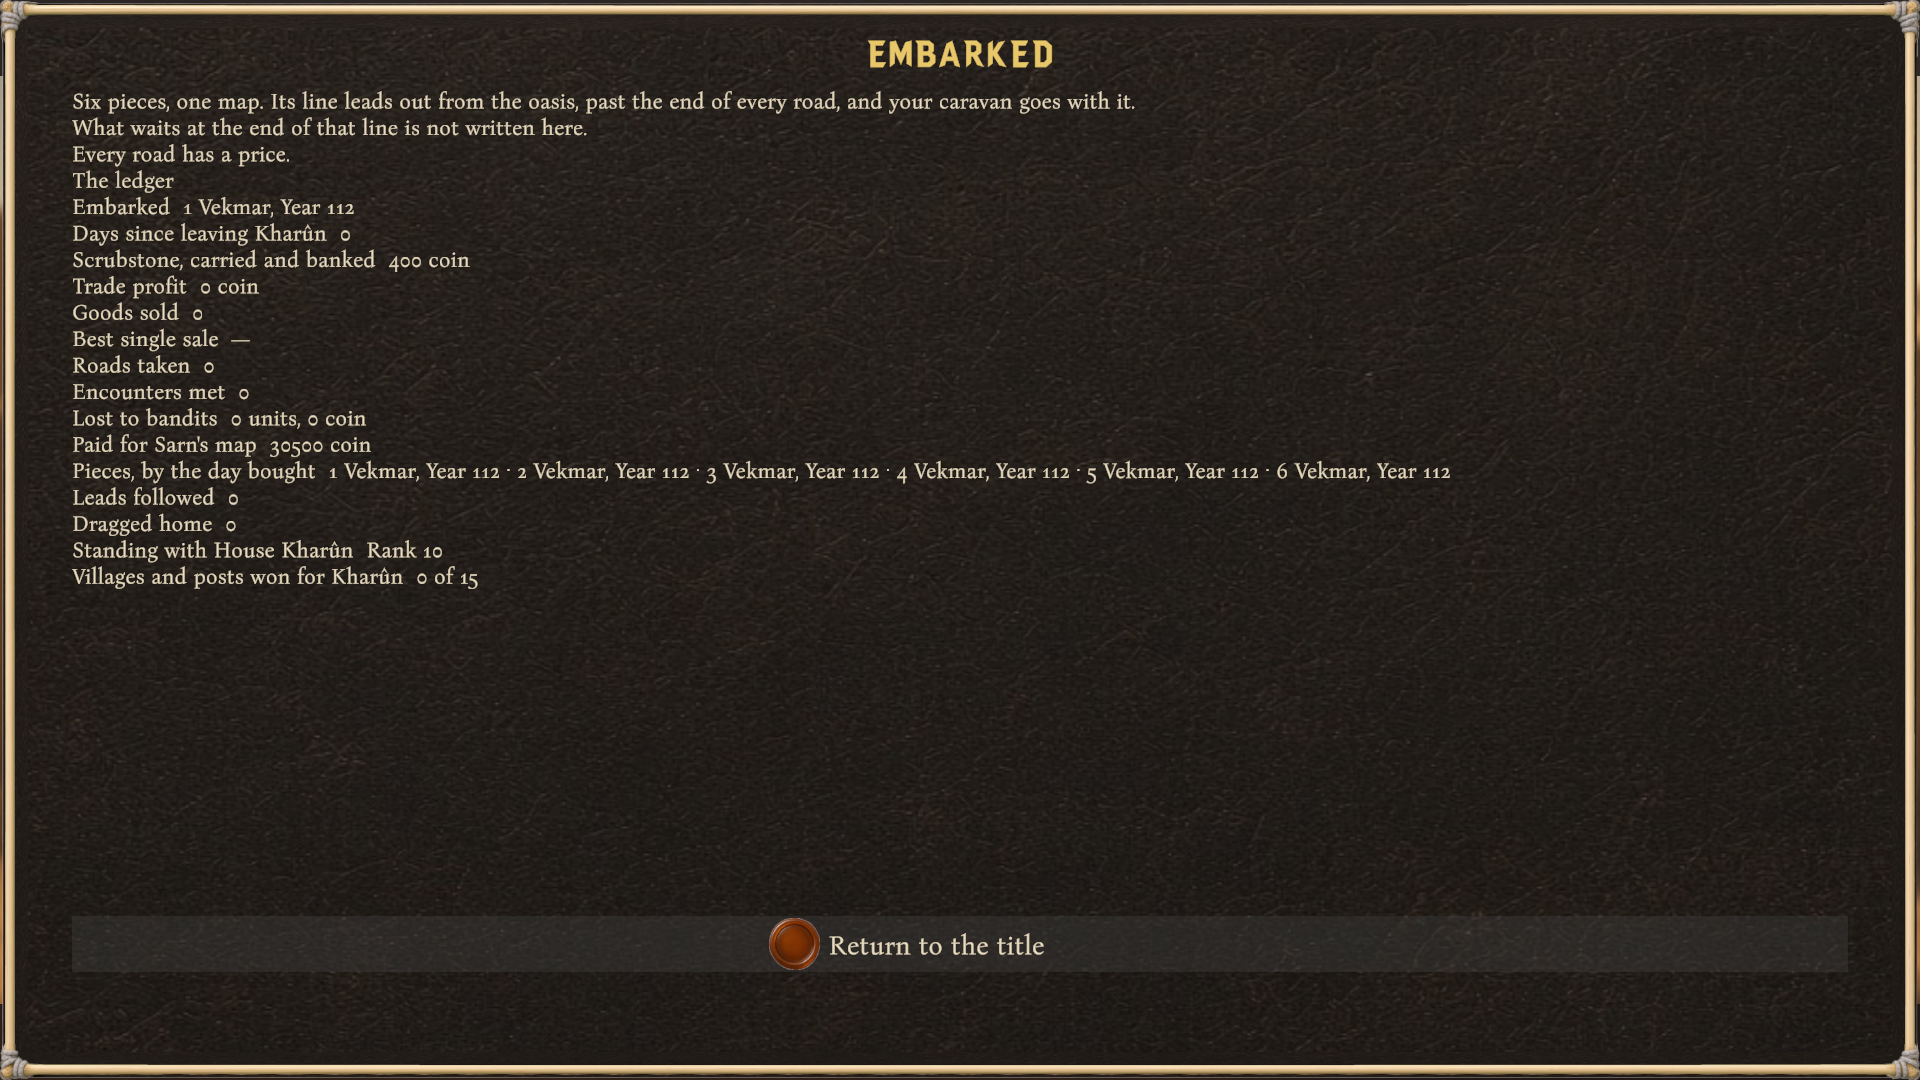 EMBARKED
Six pieces, one map. Its line leads out from the oasis, past the end of every road, and your caravan goes with it.
What waits at the end of that line is not written here.
Every road has a price.
The ledger
Embarked 1 Vekmar, Year 112
Days since leaving Kharûn 0
Scrubstone, carried and banked 400 coin
Trade profit 0 coin
Goods sold 0
Best single sale —
Roads taken 0
Encounters met 0
Lost to bandits 0 units, 0 coin
Paid for Sarn's map 30500 coin
Pieces, by the day bought 1 Vekmar, Year 112 · 2 Vekmar, Year 112 · 3 Vekmar, Year 112 · 4 Vekmar, Year 112 · 5 Vekmar, Year 112 · 6 Vekmar, Year 112
Leads followed 0
Dragged home 0
Standing with House Kharûn Rank 10
Villages and posts won for Kharûn 0 of 15
Return to the title